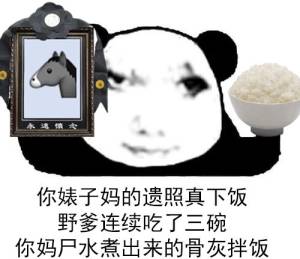 永远怀念
你婊子妈的遗照真下饭
野爹连续吃了三碗
你妈尸水煮出来的骨灰拌饭